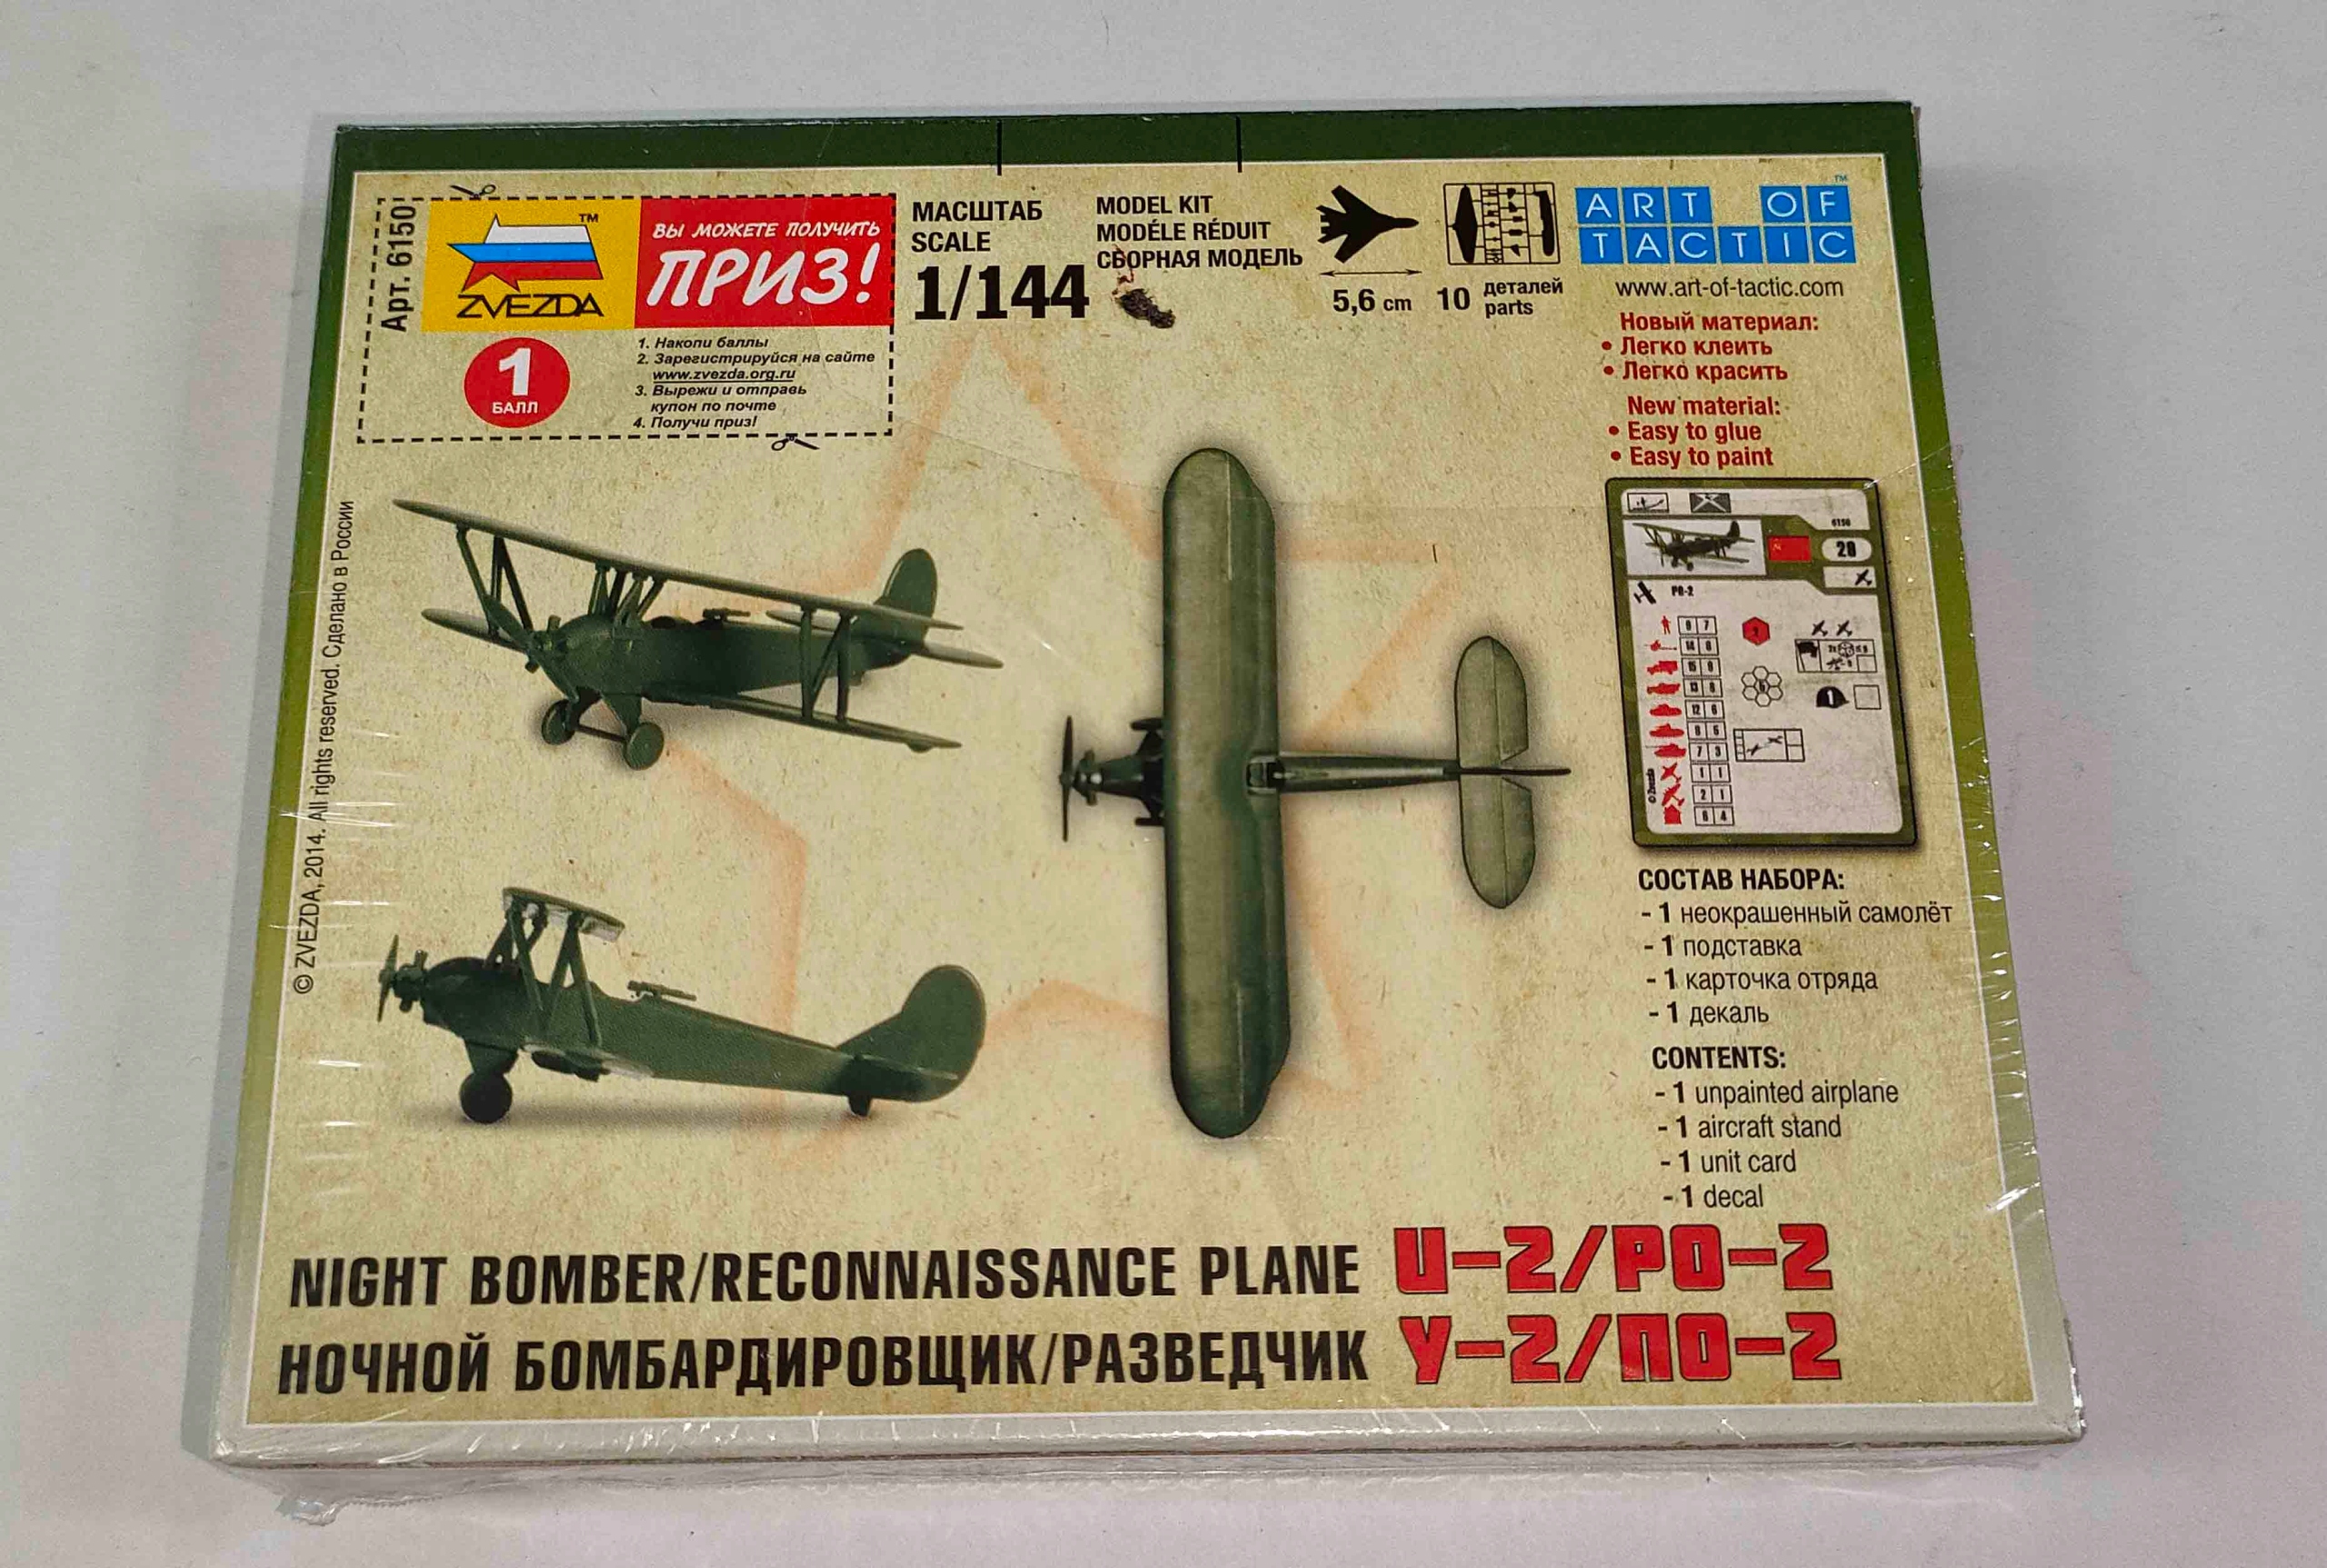 Арт. 6150
ZVEZDA
TM
ВЫ МОЖЕТЕ ПОЛУЧИТЬ
ПРИЗ!
1
БАЛЛ
1. Накопи баллы
2. Зарегистрируйся на сайте
www.zvezda.org.ru
3. Вырежи и отправь
купон по почте
4. Получи приз!
МАСШТАБ
SCALE
1/144
MODEL KIT
MODÉLE RÉDUIT
СБОРНАЯ МОДЕЛЬ
5,6 cm
10 деталей
parts
ART OF
TACTIC
TM
www.art-of-tactic.com
Новый материал:
• Легко клеить
• Легко красить
New material:
• Easy to glue
• Easy to paint
6150
20
PO-2
© Zvezda
© ZVEZDA, 2014. All rights reserved. Сделано в России
СОСТАВ НАБОРА:
- 1 неокрашенный самолёт
- 1 подставка
- 1 карточка отряда
- 1 декаль
CONTENTS:
- 1 unpainted airplane
- 1 aircraft stand
- 1 unit card
- 1 decal
NIGHT BOMBER/RECONNAISSANCE PLANE U-2/PO-2
НОЧНОЙ БОМБАРДИРОВЩИК/РАЗВЕДЧИК У-2/ПО-2